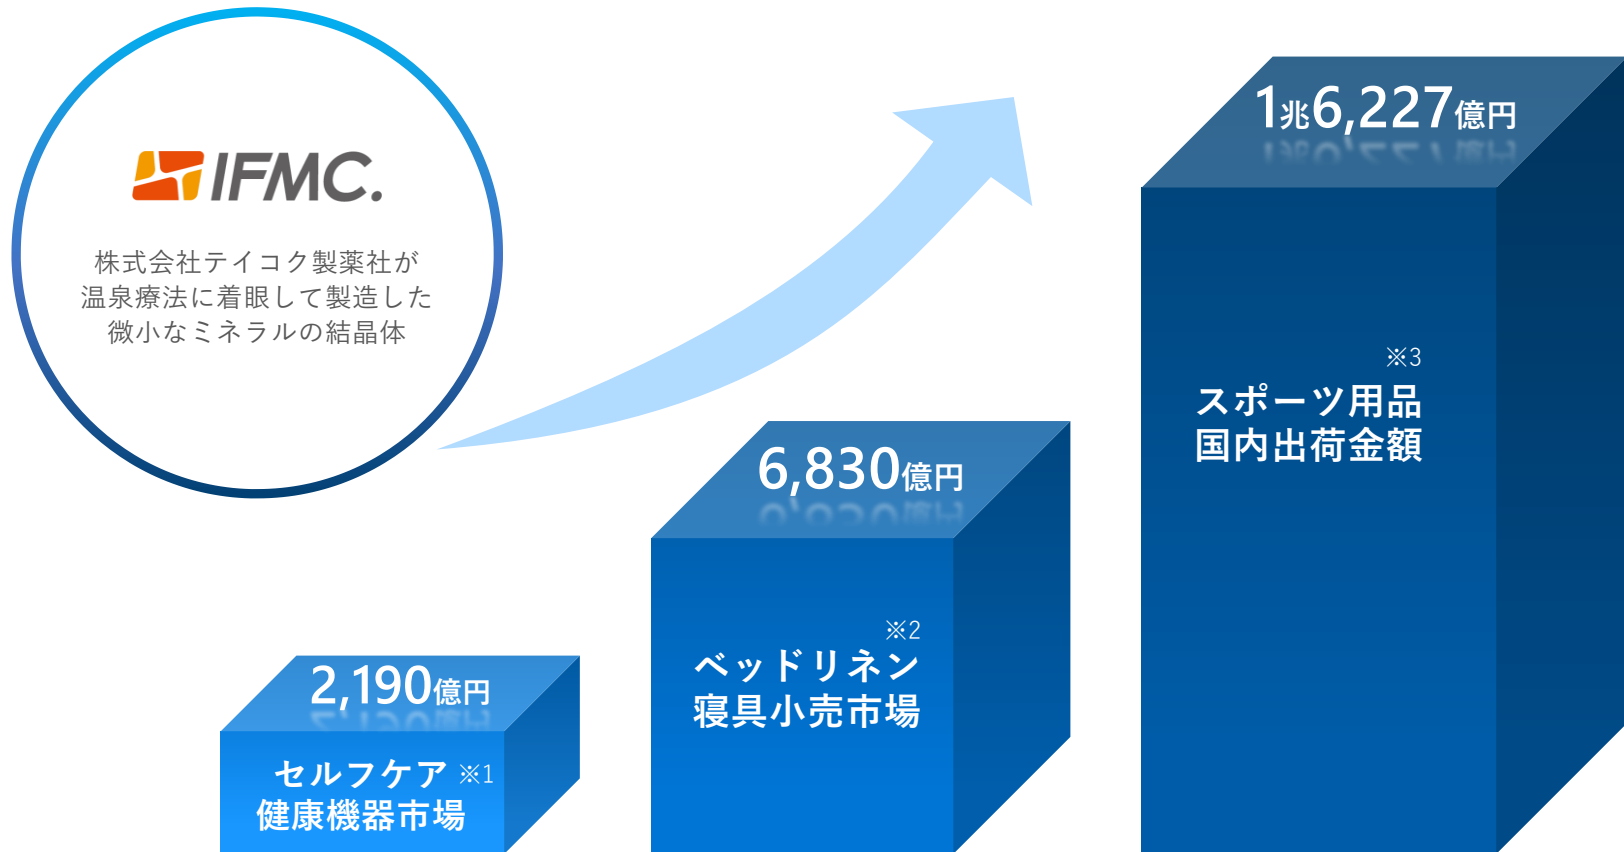 IFMC.
株式会社テイコク製薬社が
温泉療法に着眼して製造した
微小なミネラルの結晶体
2,190億円
セルフケア ※1
健康機器市場
6,830億円
※2
ベッドリネン
寝具小売市場
1兆6,227億円
※3
スポーツ用品
国内出荷金額